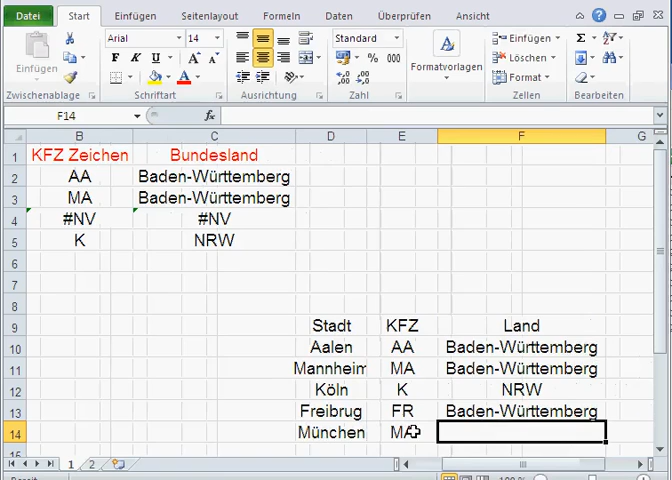 Datei Start Einfügen Seitenlayout Formeln Daten Überprüfen Ansicht
Arial 14 Standard Einfügen
Einfügen F K U % 000 Formatvorlagen Löschen
Format
Zwischenablage Schriftart Ausrichtung Zahl Zellen Bearbeiten
F14 fx
B C D E F G
1 KFZ Zeichen Bundesland
2 AA Baden-Württemberg
3 MA Baden-Württemberg
4 #NV #NV
5 K NRW
6
7
8
9 Stadt KFZ Land
10 Aalen AA Baden-Württemberg
11 Mannheim MA Baden-Württemberg
12 Köln K NRW
13 Freibrug FR Baden-Württemberg
14 München MA
1 2